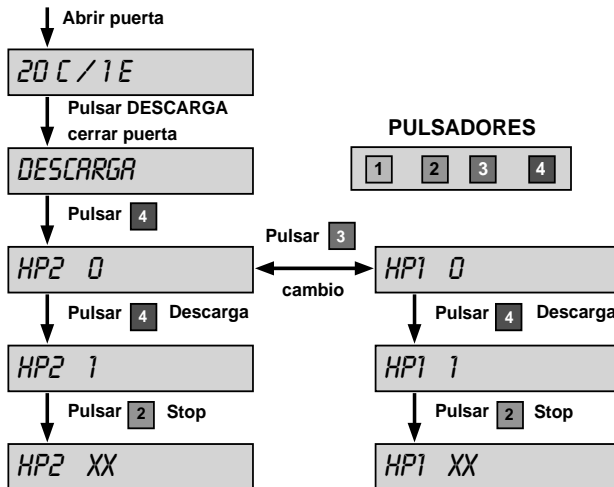 Abrir puerta
20 C / 1 E
Pulsar DESCARGA
cerrar puerta
DESCARGA
PULSADORES
1 2 3 4
Pulsar 4
Pulsar 3
cambio
HP2 0
HP1 0
Pulsar 4 Descarga
Pulsar 4 Descarga
HP2 1
HP1 1
Pulsar 2 Stop
Pulsar 2 Stop
HP2 XX
HP1 XX